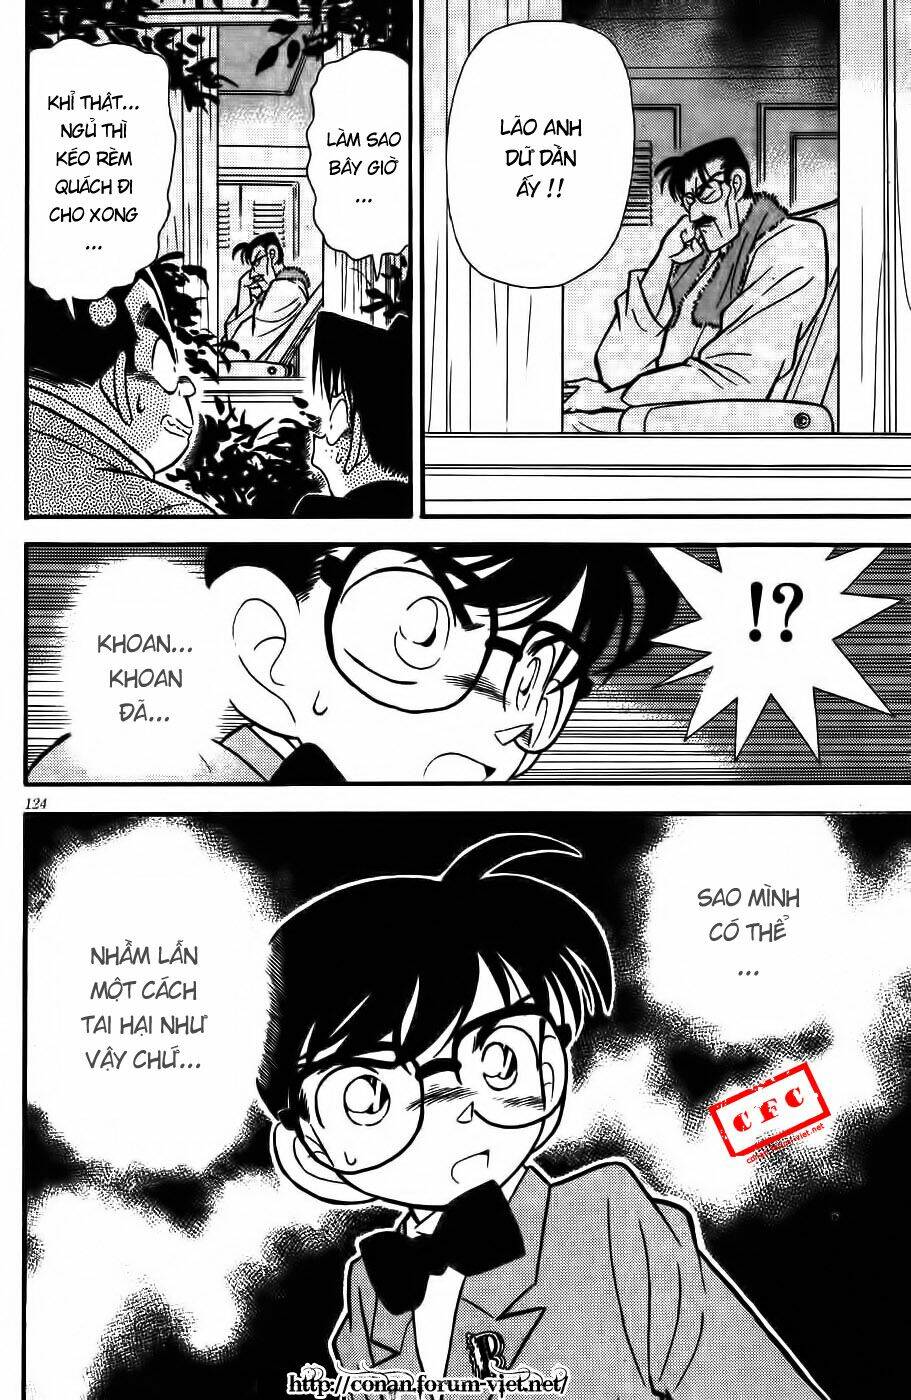 LÃO ANH
DỮ DẰN
ẤY !!
LÀM SAO
BÂY GIỜ
...
KHỈ THẬT...
NGỦ THÌ
KÉO RÈM
QUÁCH ĐI
CHO XONG
...
!?
KHOAN...
KHOAN
ĐÃ...
124
SAO MÌNH
CÓ THỂ
...
NHẦM LẪN
MỘT CÁCH
TAI HẠI NHƯ
VẬY CHỨ...
CFC
http://conan.forum-viet.net/